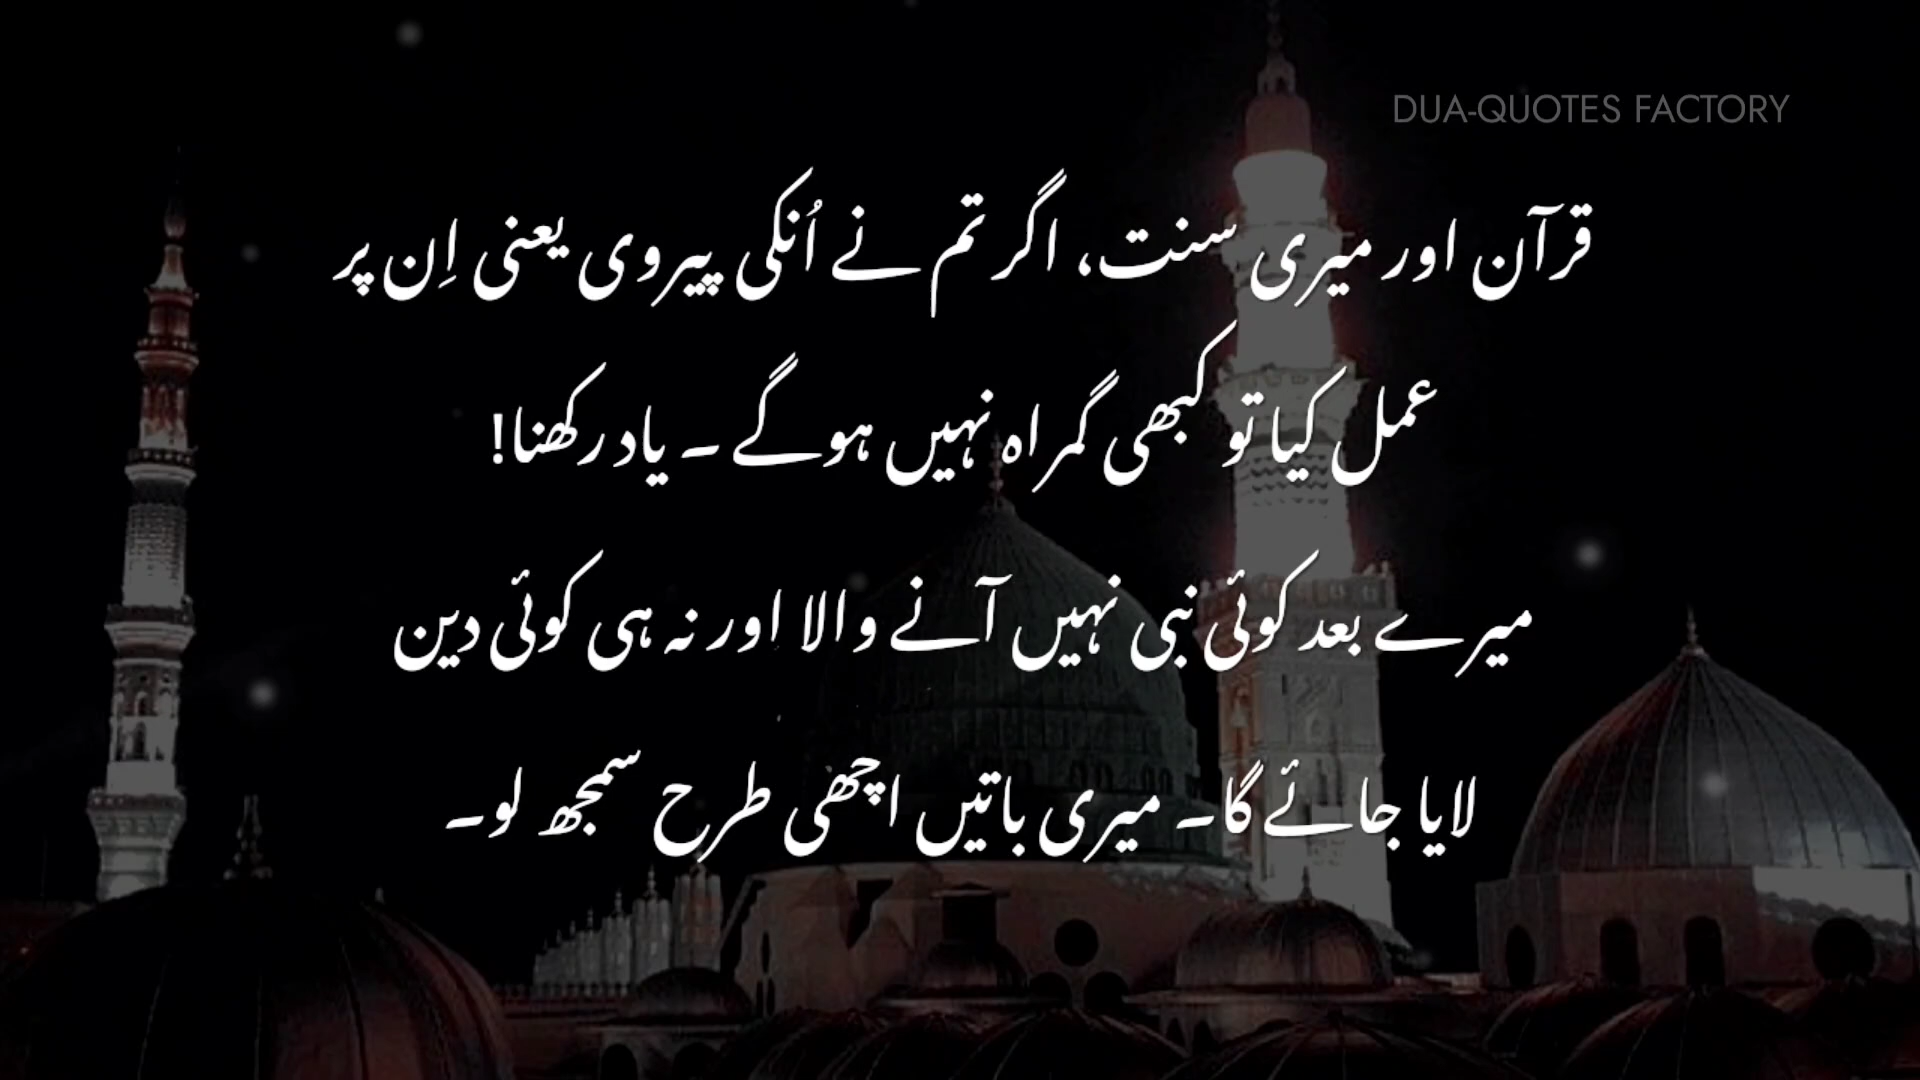 DUA-QUOTES FACTORY
قرآن اور میری سنت، اگر تم نے اُنکی پیروی یعنی اِن پر
عمل کیا تو کبھی گمراہ نہیں ہوگے ۔ یاد رکھنا!
میرے بعد کوئی نبی نہیں آنے والا اور نہ ہی کوئی دین
لایا جائے گا۔ میری باتیں اچھی طرح سمجھ لو۔